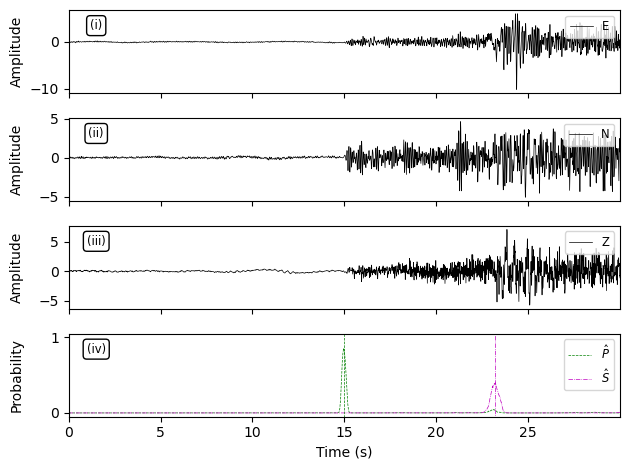 (i)
E
Amplitude
0
−10
(ii)
N
Amplitude
5
0
−5
(iii)
Z
Amplitude
5
0
−5
(iv)
P̂
Ŝ
Probability
1
0
0 5 10 15 20 25
Time (s)